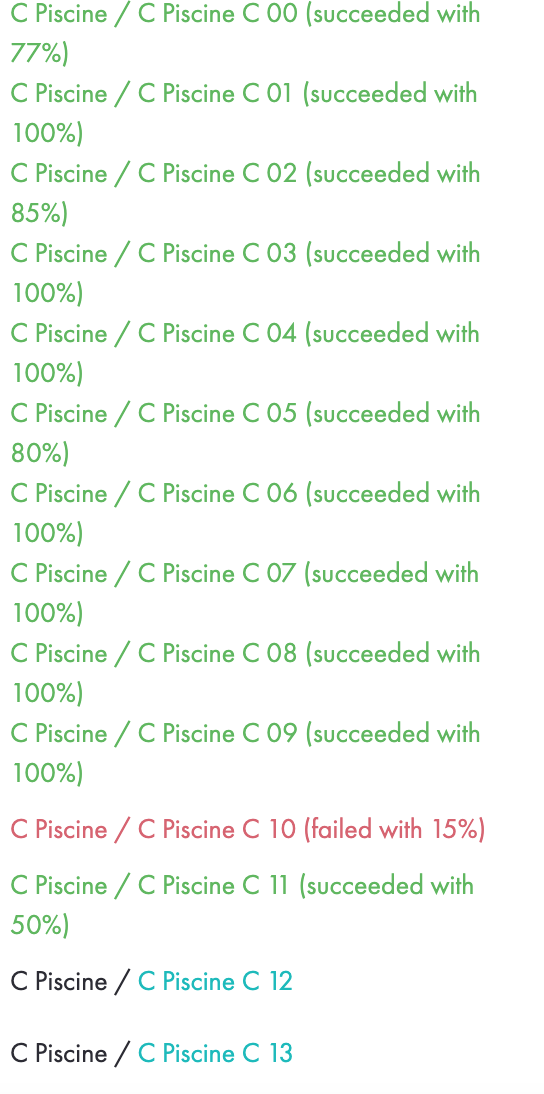 C Piscine / C Piscine C 00 (succeeded with
77%)
C Piscine / C Piscine C 01 (succeeded with
100%)
C Piscine / C Piscine C 02 (succeeded with
85%)
C Piscine / C Piscine C 03 (succeeded with
100%)
C Piscine / C Piscine C 04 (succeeded with
100%)
C Piscine / C Piscine C 05 (succeeded with
80%)
C Piscine / C Piscine C 06 (succeeded with
100%)
C Piscine / C Piscine C 07 (succeeded with
100%)
C Piscine / C Piscine C 08 (succeeded with
100%)
C Piscine / C Piscine C 09 (succeeded with
100%)
C Piscine / C Piscine C 10 (failed with 15%)
C Piscine / C Piscine C 11 (succeeded with
50%)
C Piscine / C Piscine C 12
C Piscine / C Piscine C 13